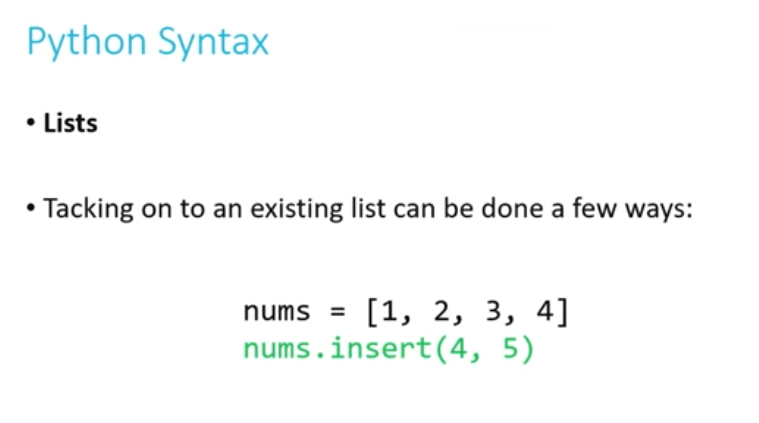 Python Syntax
• Lists
• Tacking on to an existing list can be done a few ways:
nums = [1, 2, 3, 4]
nums.insert(4, 5)